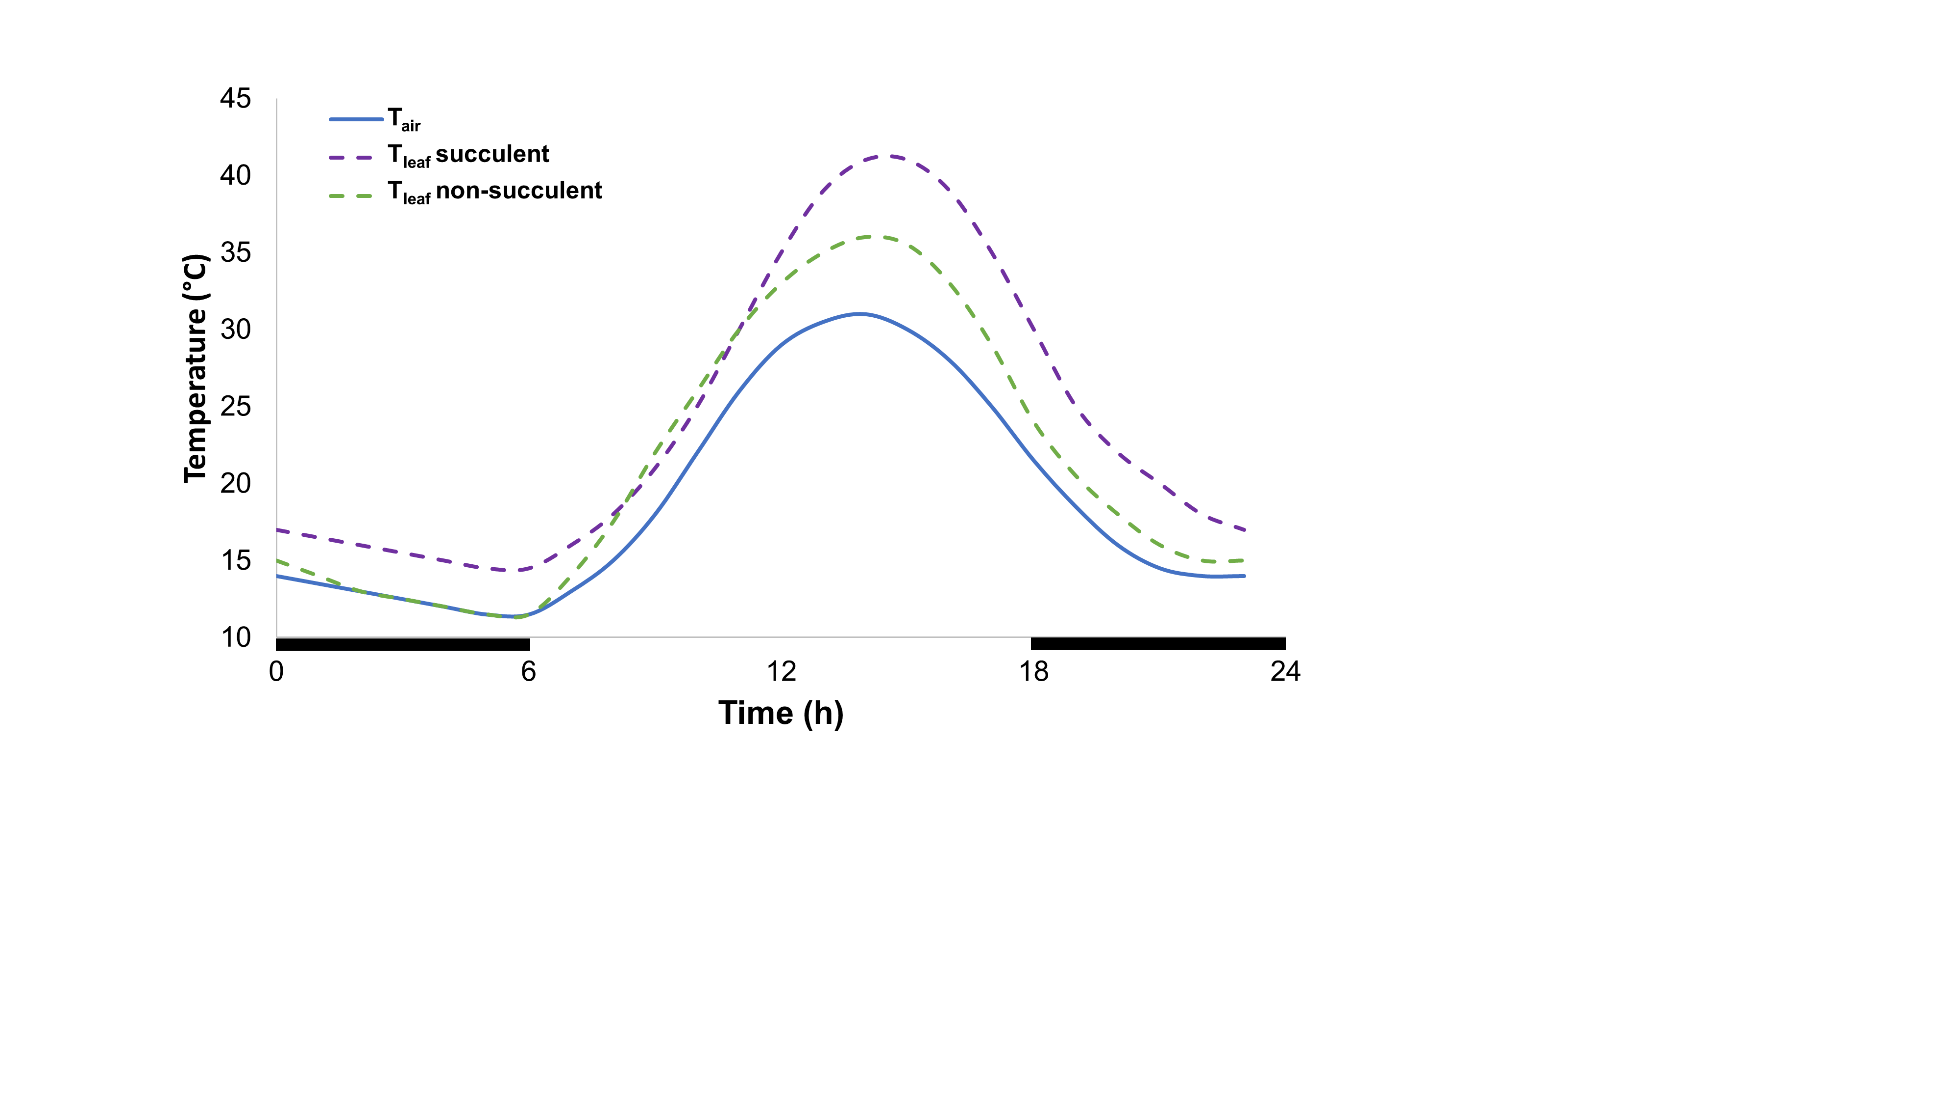 45
40
35
30
25
20
15
10
Tair
Tleaf succulent
Tleaf non-succulent
Temperature (°C)
0 6 12 18 24
Time (h)